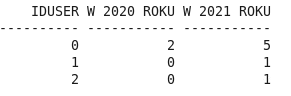 IDUSER W 2020 ROKU W 2021 ROKU
---------- ----------- -----------
0 2 5
1 0 1
2 0 1